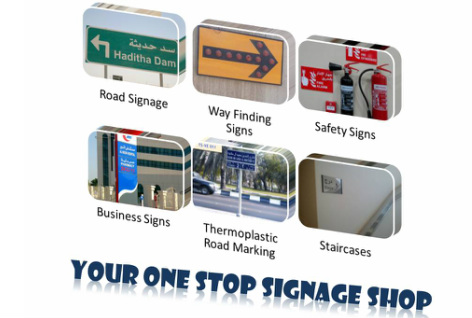 سد حديثة
Haditha Dam
Road Signage
Way Finding
Signs
Safety Signs
Business Signs
Thermoplastic
Road Marking
Staircases
YOUR ONE STOP SIGNAGE SHOP